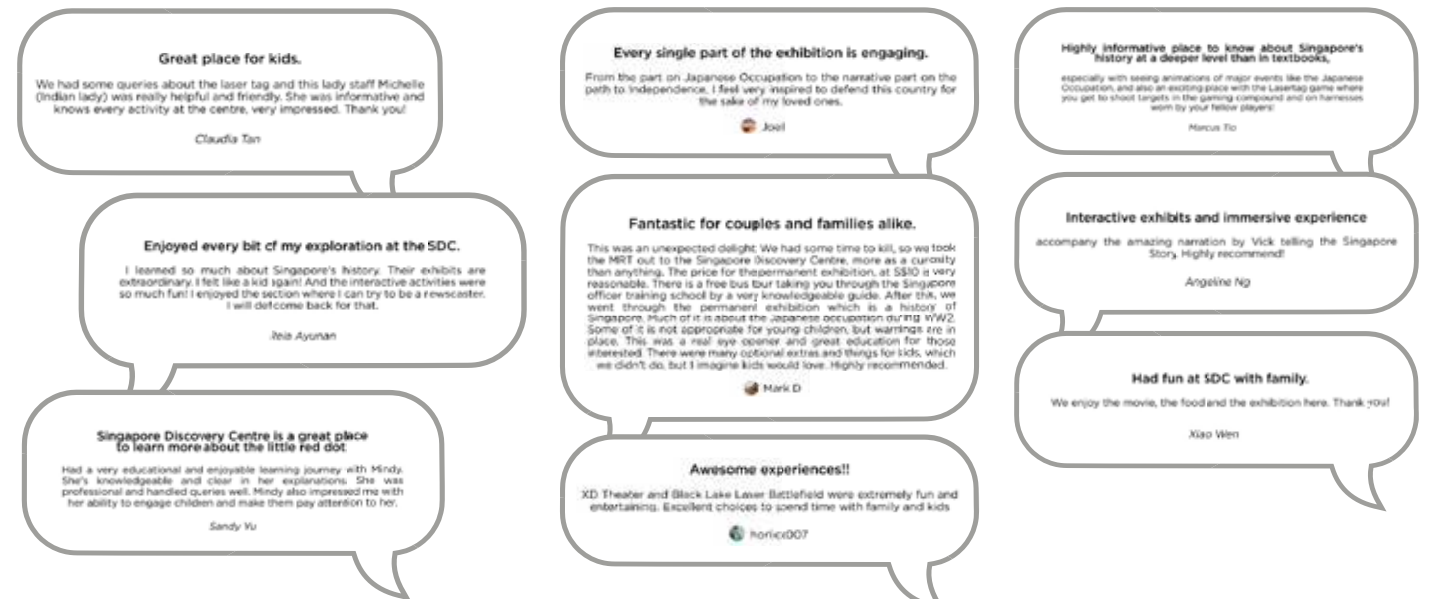 Great place for kids.
We had some queries about the laser tag and this lady staff Michelle
(Indian lady) was really helpful and friendly. She was informative and
knows every activity at the centre, very impressed. Thank you!
Claudia Tan
Enjoyed every bit of my exploration at the SDC.
I learned so much about Singapore's history. Their exhibits are
extraordinary. I felt like a kid again! And the interactive activities were
so much fun! I enjoyed the section where I can try to be a newscaster.
I will come back for that.
Ayunan
Singapore Discovery Centre is a great place
to learn more about the little red dot
Had a very educational and enjoyable learning journey with Mindy.
She's knowledgeable and clear in her explanations. She was
professional and handled queries well. Mindy also impressed me with
her ability to engage children and make them pay attention to her.
Sandy Yu
Every single part of the exhibition is engaging.
From the part on Japanese Occupation to the narrative part on the
path to Independence, I feel very inspired to defend this country for
the sake of my loved ones.
Joel
Fantastic for couples and families alike.
This was an unexpected delight. We had some time to kill, so we took
the MRT out to the Singapore Discovery Centre, more as a curiosity
than anything. The price for thepermanent exhibition, at S$10 is very
reasonable. There is a free bus tour taking you through the Singapore
officer training school by a very knowledgeable guide. After this, we
went through the permanent exhibition which is a history of
Singapore. Much of it is about the Japanese occupation during WW2.
Some of it is not appropriate for young children, but warnings are in
place. This was a real eye opener and great education for those
interested. There were many optional extras and things for kids, which
we didn't do, but I imagine kids would love. Highly recommended.
Mark D
Awesome experiences!!
XD Theater and Black Lake Laser Battlefield were extremely fun and
entertaining. Excellent choices to spend time with family and kids
Highly informative place to know about Singapore's
history at a deeper level than in textbooks,
especially with seeing animations of major events like the Japanese
Occupation, and also an exciting place with the Lasertag game where
you get to shoot targets in the gaming compound and on harnesses
worn by your fellow players!
Marcus Tio
Interactive exhibits and immersive experience
accompany the amazing narration by Vick telling the Singapore
Story. Highly recommend!
Angeline Ng
Had fun at SDC with family.
We enjoy the movie, the food and the exhibition here. Thank you!
Xiao Wen